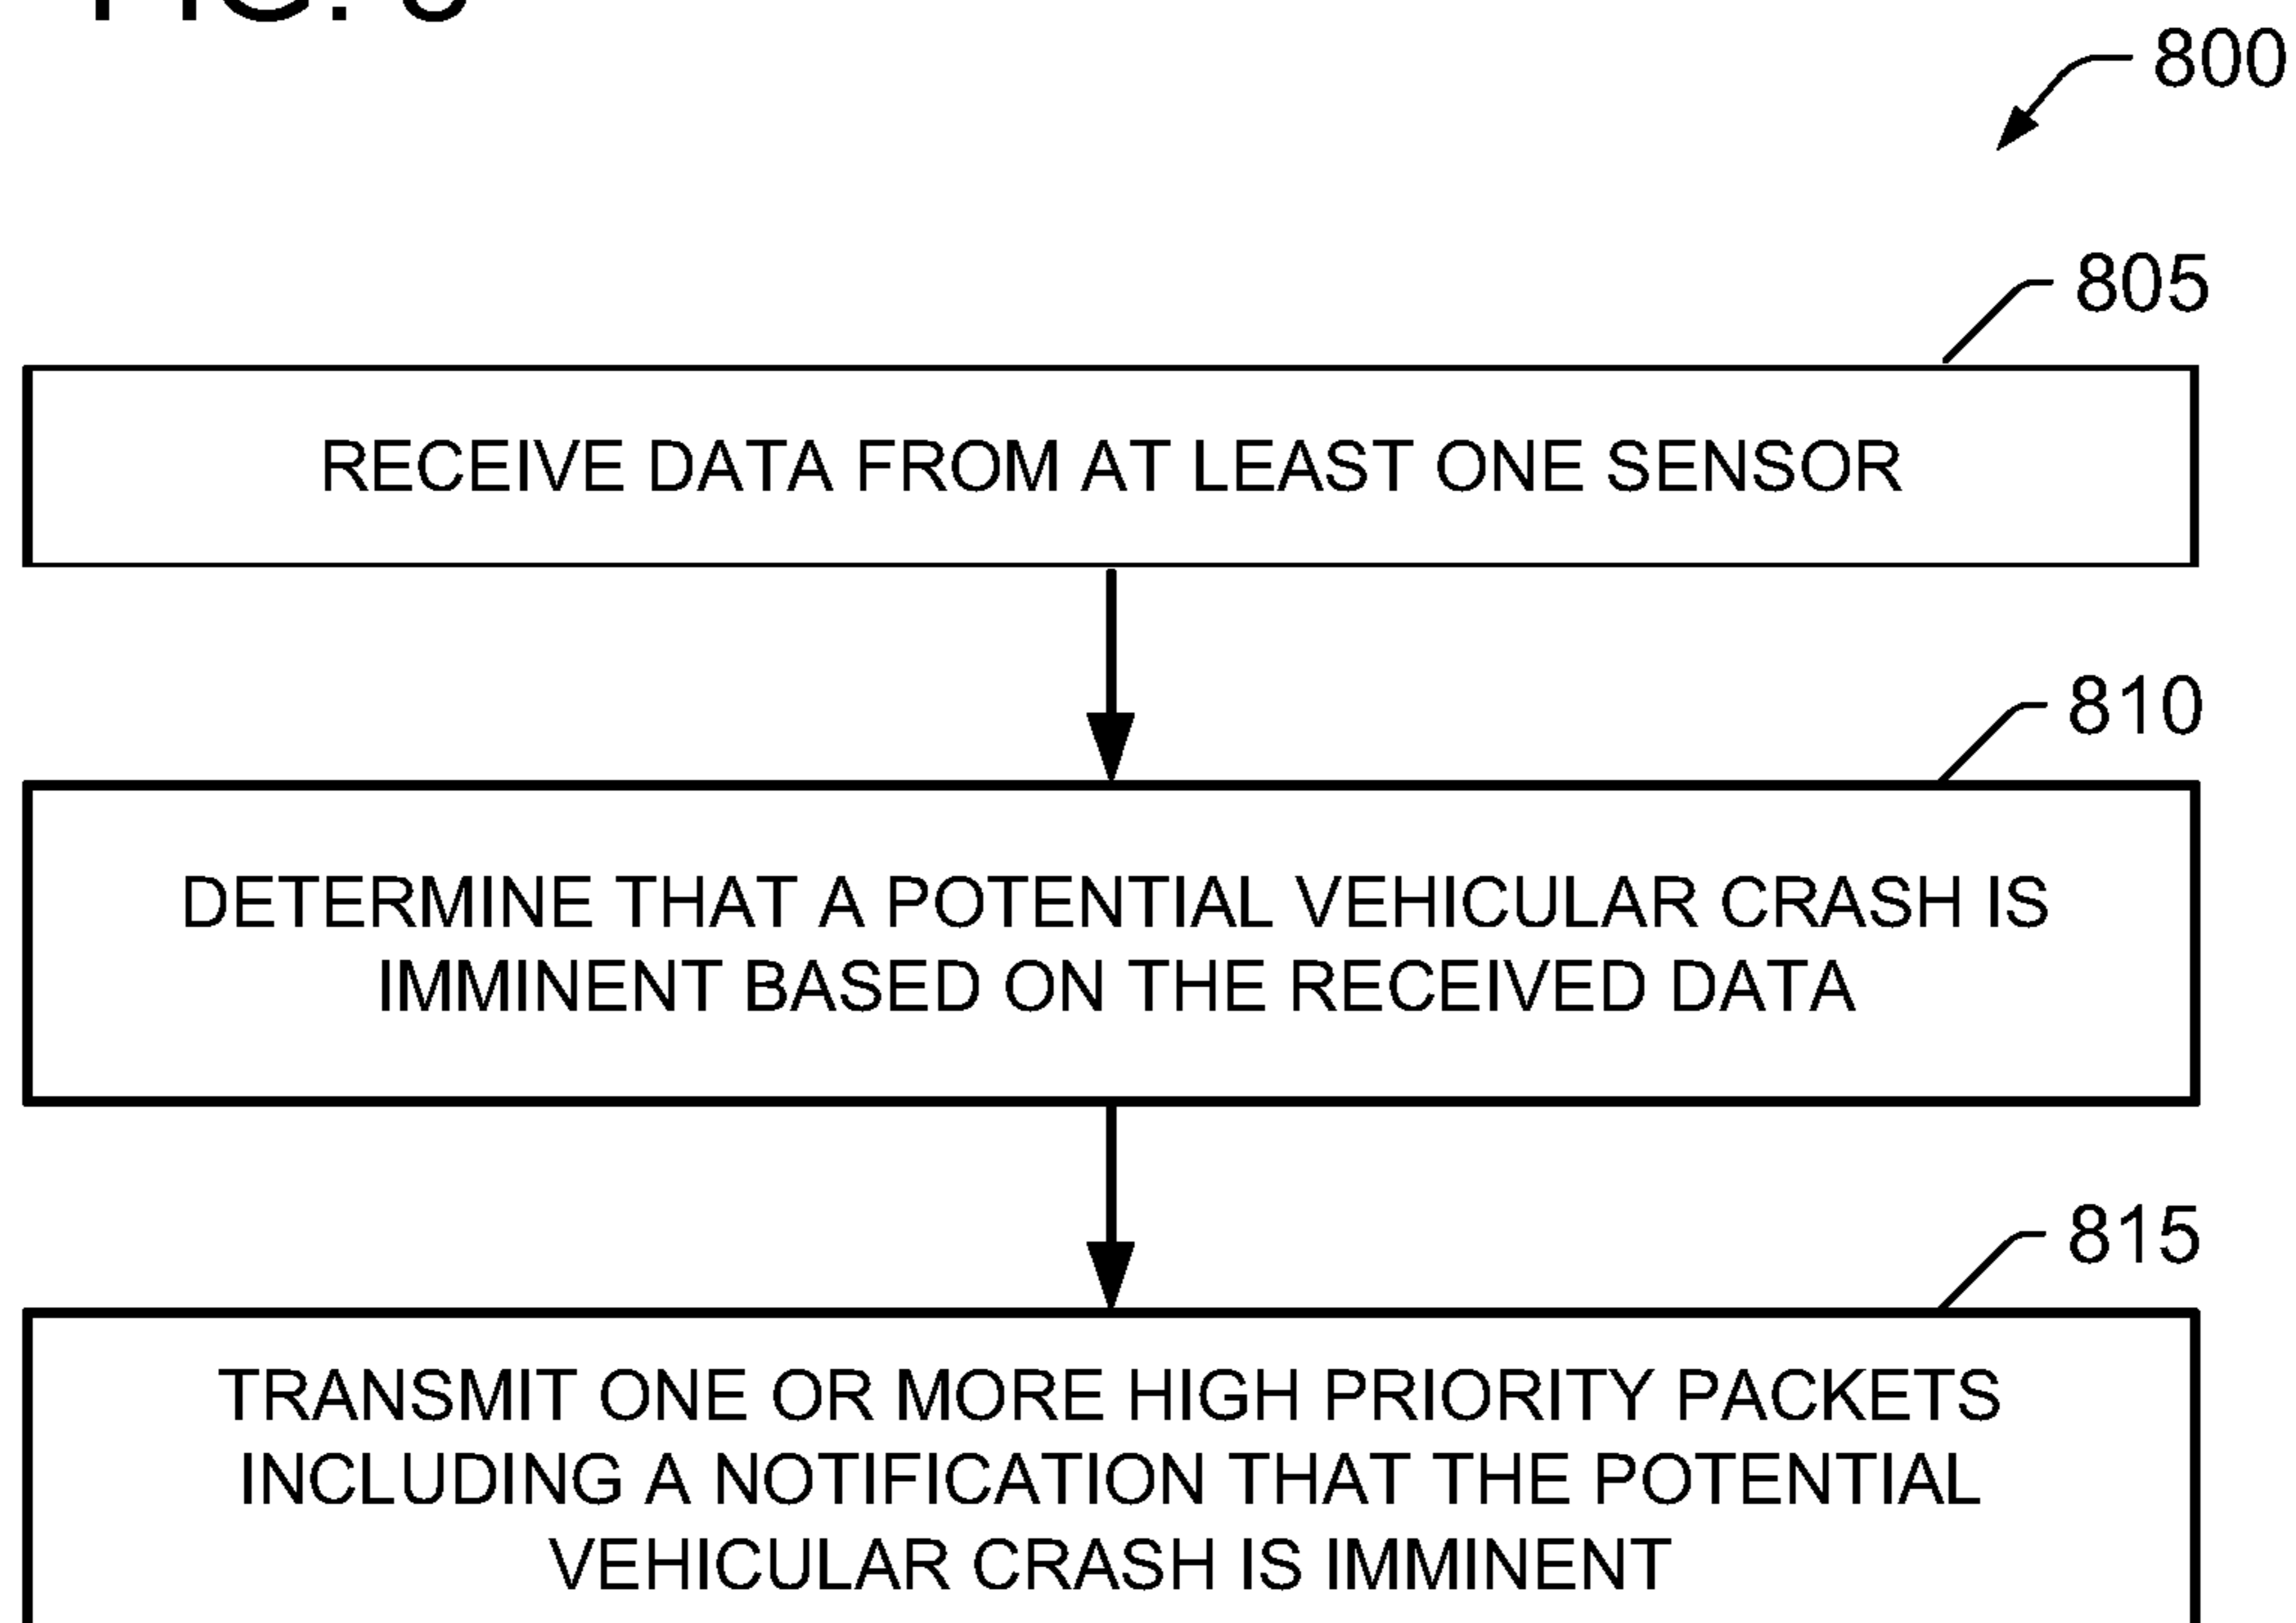 800
805
RECEIVE DATA FROM AT LEAST ONE SENSOR
810
DETERMINE THAT A POTENTIAL VEHICULAR CRASH IS
IMMINENT BASED ON THE RECEIVED DATA
815
TRANSMIT ONE OR MORE HIGH PRIORITY PACKETS
INCLUDING A NOTIFICATION THAT THE POTENTIAL
VEHICULAR CRASH IS IMMINENT